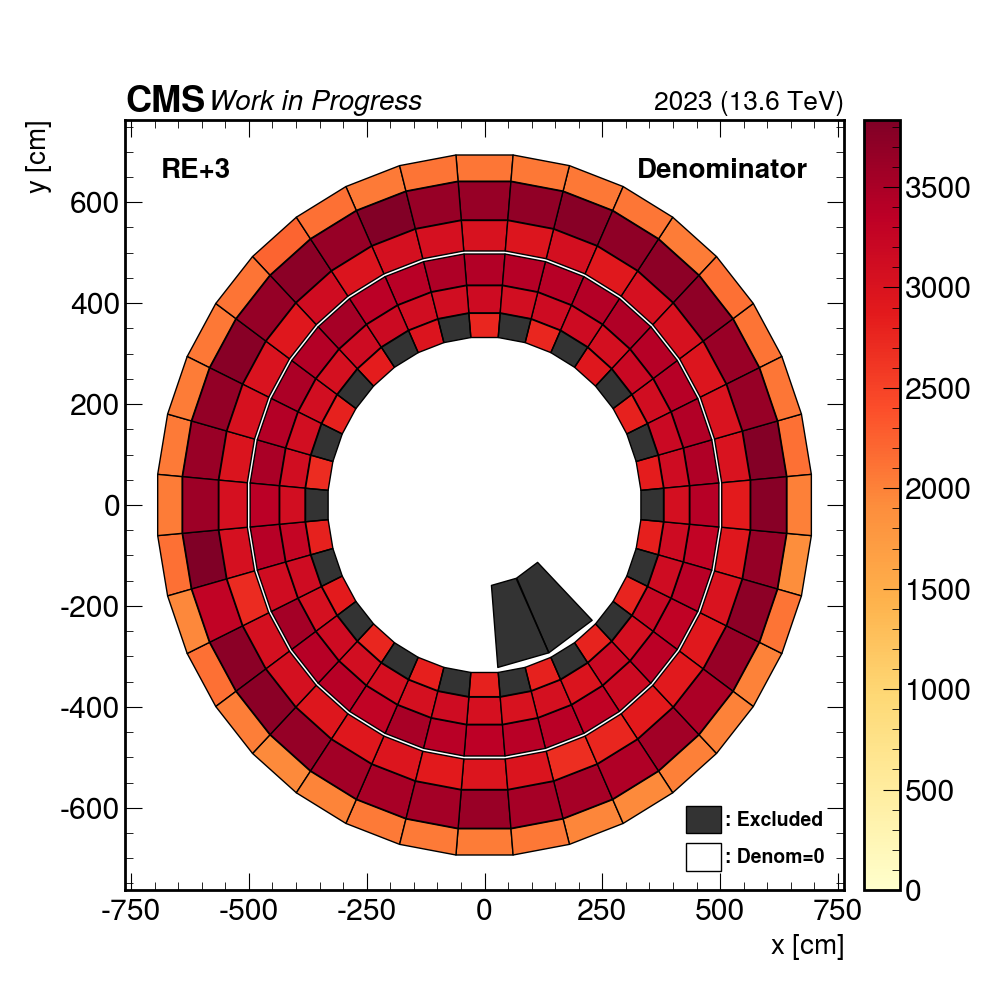 CMS Work in Progress 2023 (13.6 TeV)
y [cm]
RE+3 Denominator
600
400
200
0
-200
-400
-600
: Excluded
: Denom=0
-750 -500 -250 0 250 500 750
x [cm]
3500
3000
2500
2000
1500
1000
500
0